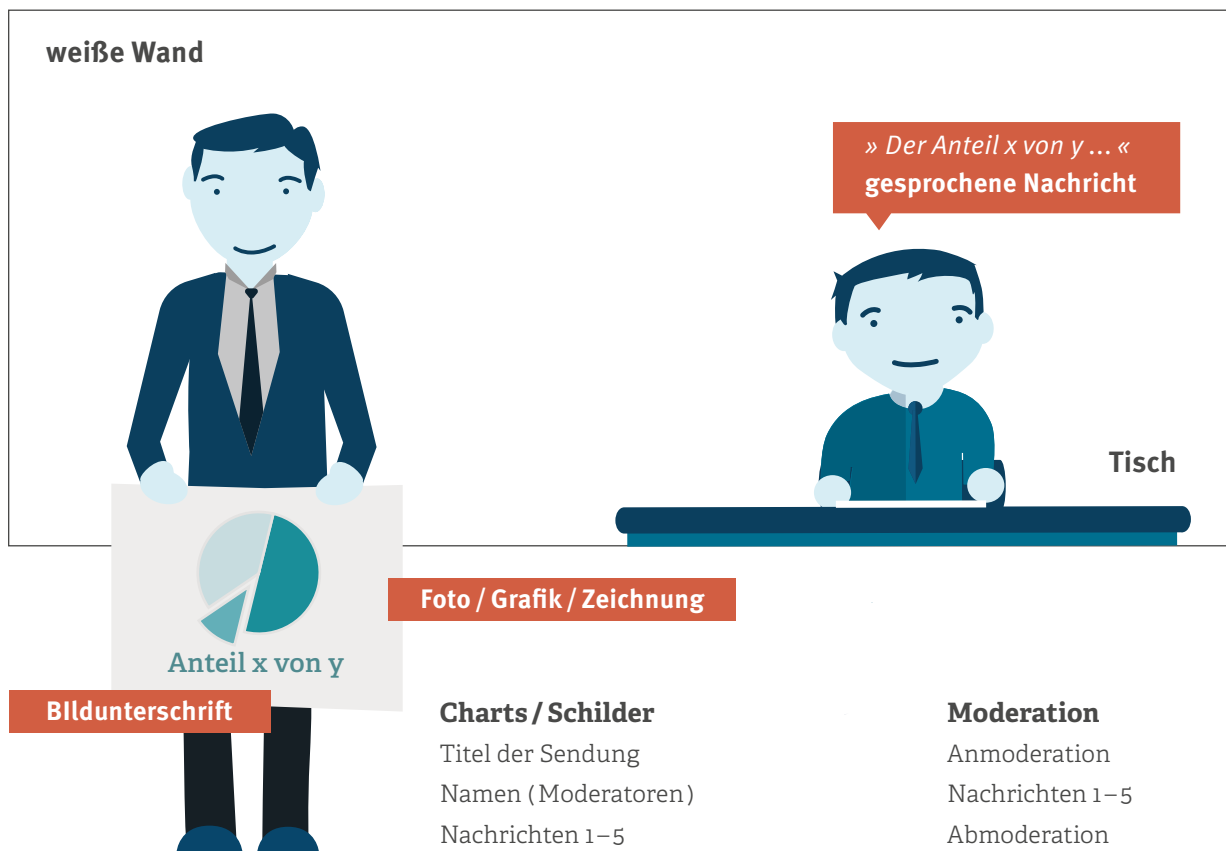 weiße Wand
» Der Anteil x von y ... «
gesprochene Nachricht
Tisch
Foto / Grafik / Zeichnung
Anteil x von y
BIldunterschrift
Charts / Schilder
Titel der Sendung
Namen ( Moderatoren )
Nachrichten 1–5
Moderation
Anmoderation
Nachrichten 1–5
Abmoderation